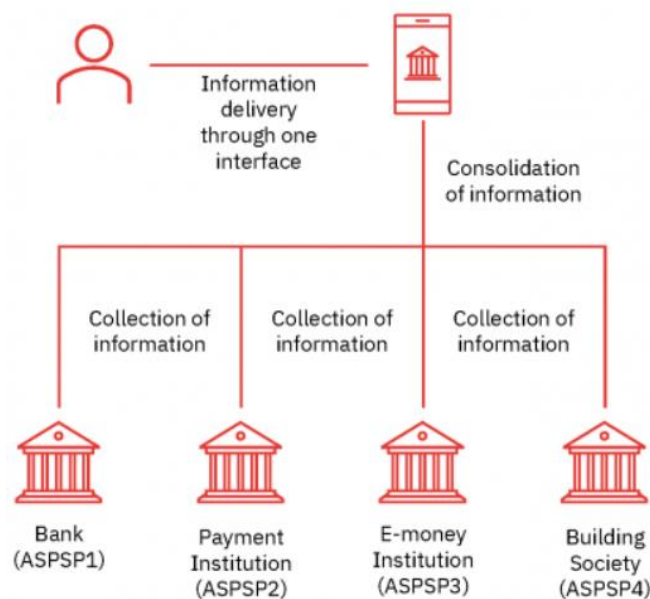 Information
delivery
through one
interface
Consolidation
of information
Collection of
information
Collection of
information
Collection of
information
Bank
(ASPSP1)
Payment
Institution
(ASPSP2)
E-money
Institution
(ASPSP3)
Building
Society
(ASPSP4)